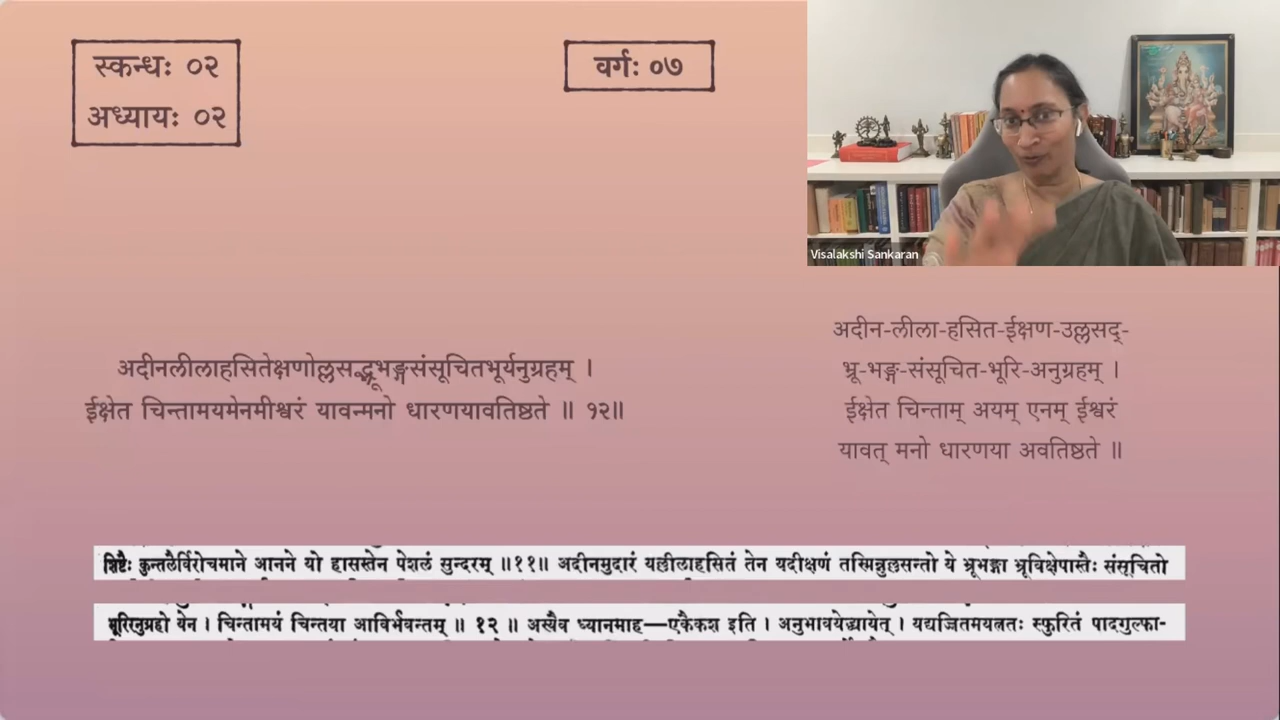 स्कन्धः ०२
अध्यायः ०२
वर्गः ०७
Visalakshi Sankaran
अदीनलीलाहसितेक्षणोल्लसद्भ्रूभङ्गसंसूचितभूर्यनुग्रहम् ।
ईक्षेत चिन्तामयमेनमीश्वरं यावन्मनो धारणयावतिष्ठते ॥ १२॥
अदीन-लीला-हसित-ईक्षण-उल्लसद्-
भ्रू-भङ्ग-संसूचित-भूरि-अनुग्रहम् ।
ईक्षेत चिन्ताम् अयम् एनम् ईश्वरं
यावत् मनो धारणया अवतिष्ठते ॥
श्लिष्टैः कुन्तलैर्विरोचमाने आनने यो हासस्तेन पेशलं सुन्दरम् ॥११॥ अदीनमुदारं यल्लीलाहसितं तेन यदीक्षणं तस्मिन्नुल्लसन्तो ये भ्रूभङ्गा भ्रूविक्षेपास्तैः संसूचितो
भूरिरनुग्रहो येन । चिन्तामयं चिन्तया आविर्भवन्तम् ॥ १२ ॥ अस्यैव ध्यानमाह—एकैकश इति । अनुभावयेद्ध्यायेत् । यद्यज्जितमयत्नतः स्फुरितं पादगुल्फा-